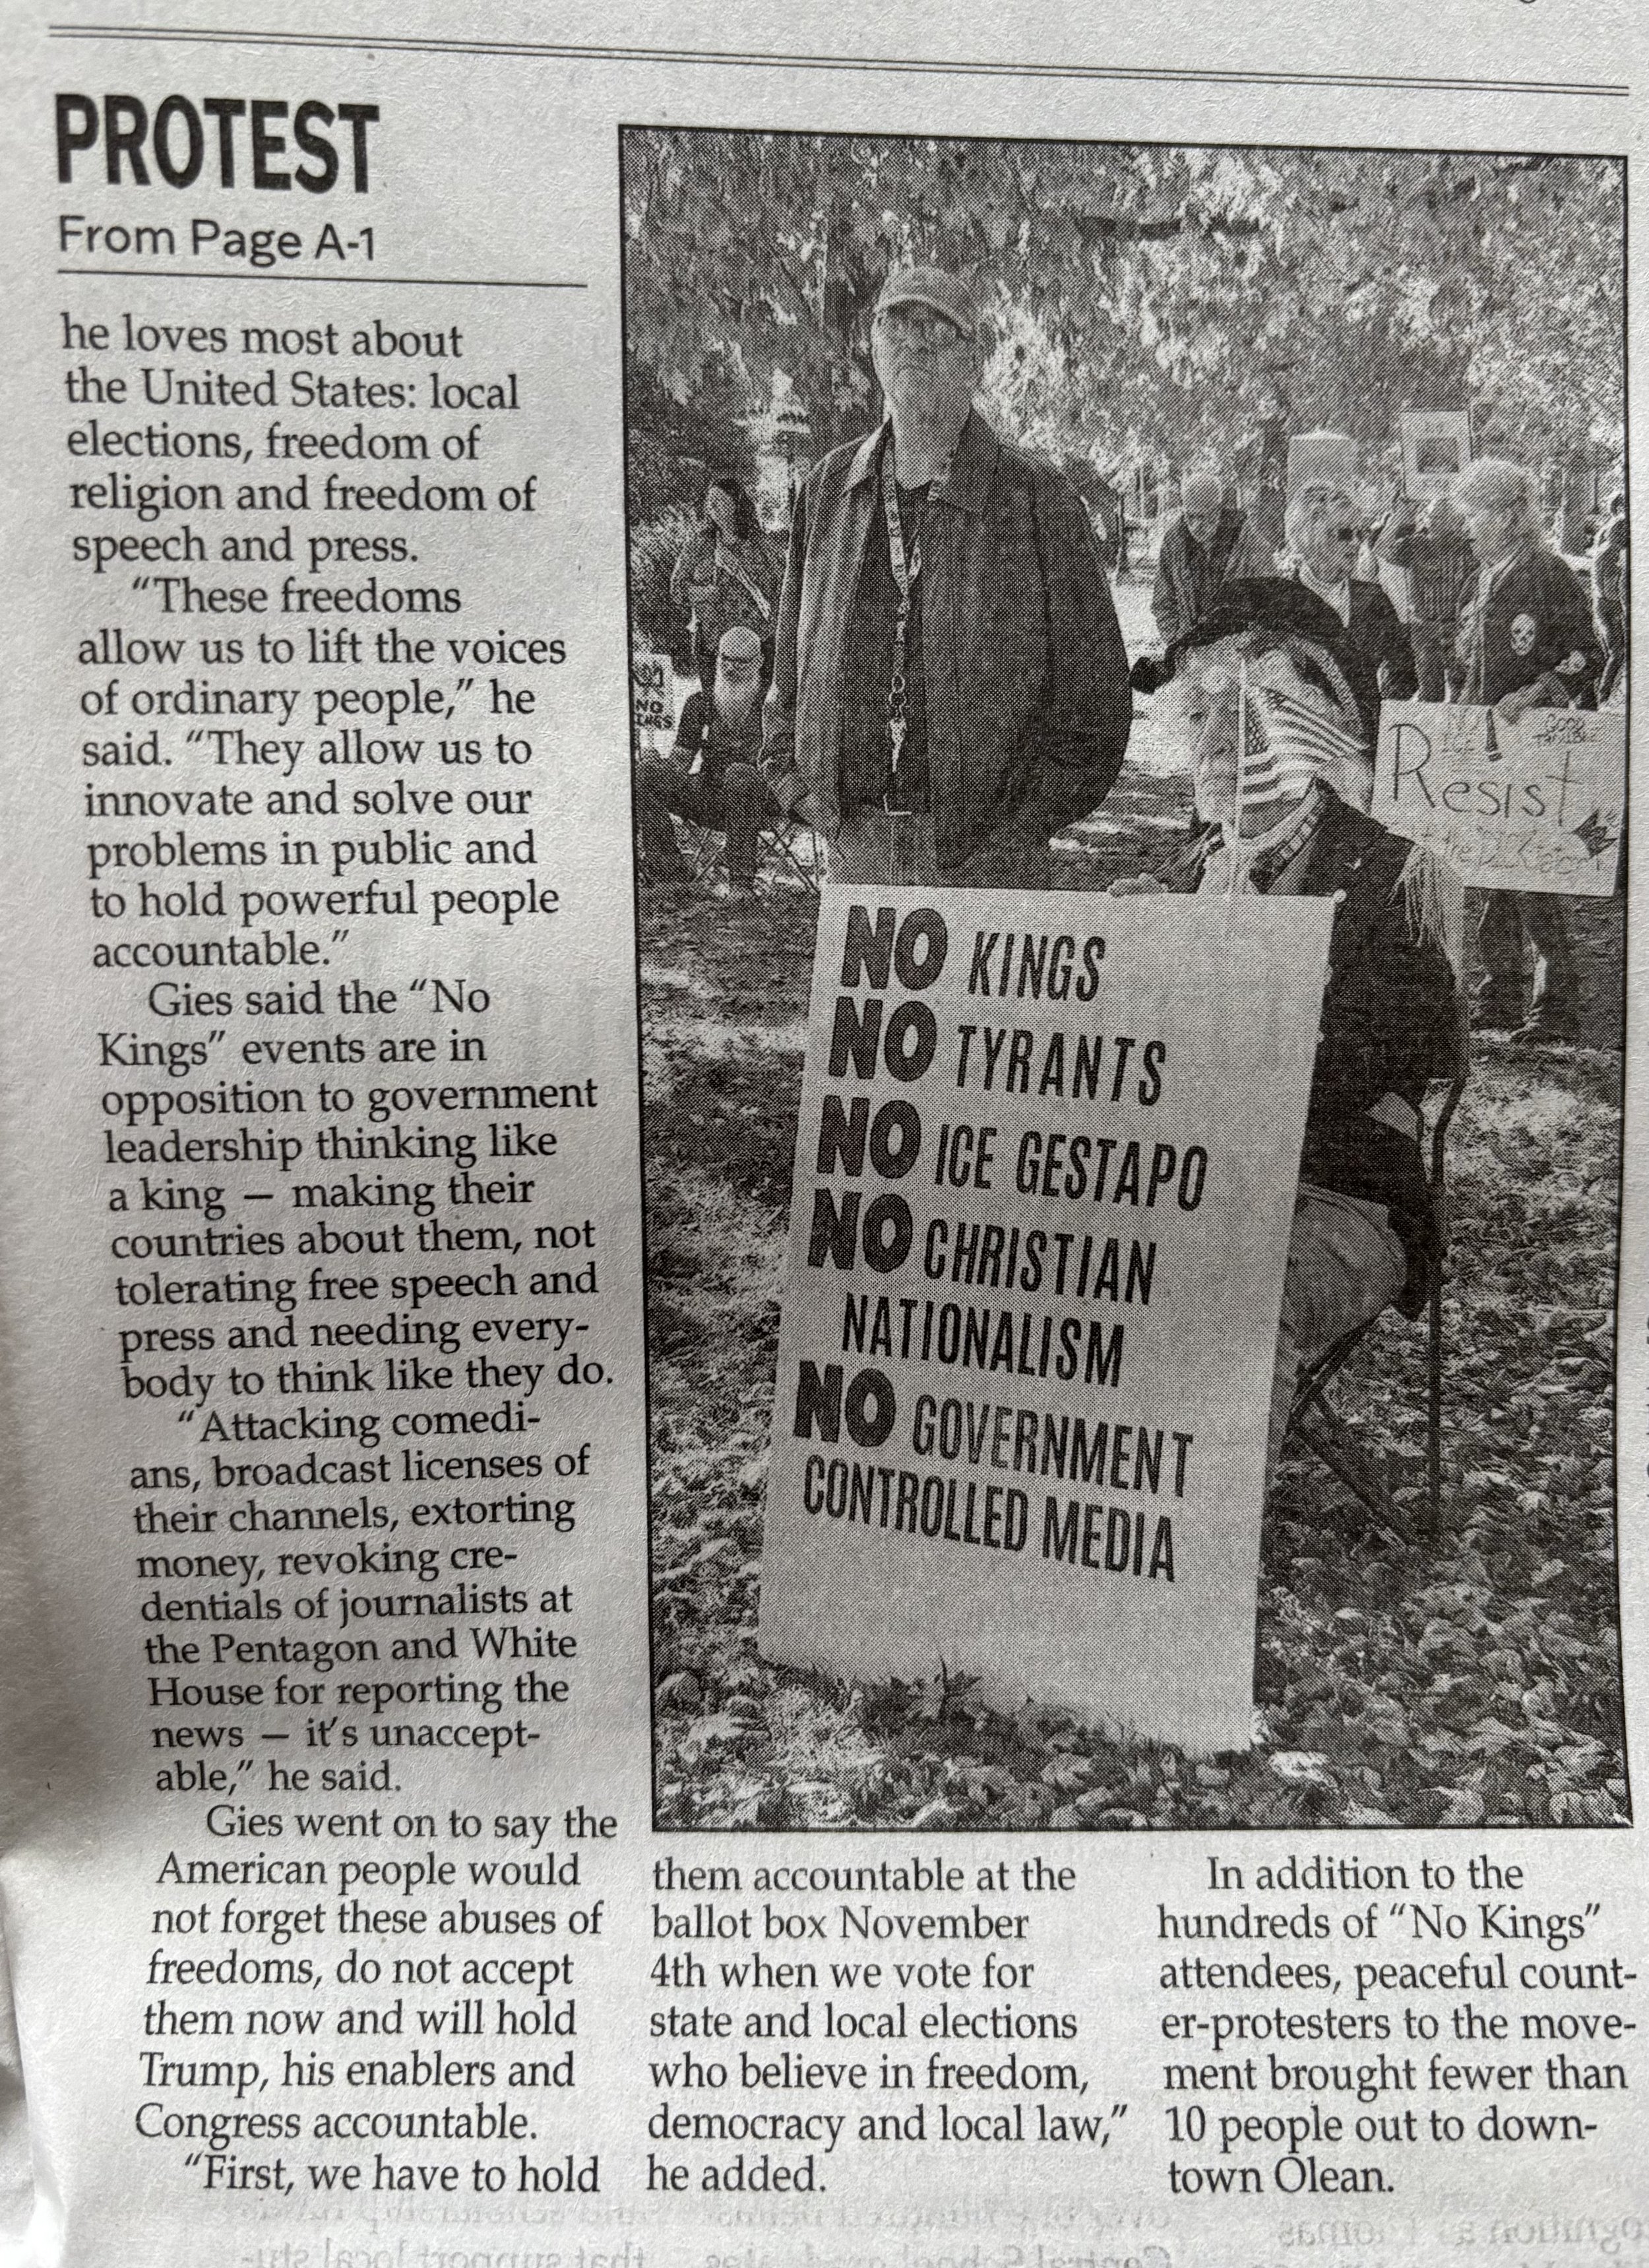 PROTEST
From Page A-1
he loves most about
the United States: local
elections, freedom of
religion and freedom of
speech and press.
“These freedoms
allow us to lift the voices
of ordinary people,” he
said. “They allow us to
innovate and solve our
problems in public and
to hold powerful people
accountable.”
Gies said the “No
Kings” events are in
opposition to government
leadership thinking like
a king — making their
countries about them, not
tolerating free speech and
press and needing every-
body to think like they do.
“Attacking comedi-
ans, broadcast licenses of
their channels, extorting
money, revoking cre-
dentials of journalists at
the Pentagon and White
House for reporting the
news — it’s unaccept-
able,” he said.
Gies went on to say the
American people would
not forget these abuses of
freedoms, do not accept
them now and will hold
Trump, his enablers and
Congress accountable.
“First, we have to hold
them accountable at the
ballot box November
4th when we vote for
state and local elections
who believe in freedom,
democracy and local law,”
he added.
In addition to the
hundreds of “No Kings”
attendees, peaceful count-
er-protesters to the move-
ment brought fewer than
10 people out to down-
town Olean.
NO
KINGS
Resist
NO KINGS
NO TYRANTS
NO ICE GESTAPO
NO CHRISTIAN
NATIONALISM
NO GOVERNMENT
CONTROLLED MEDIA